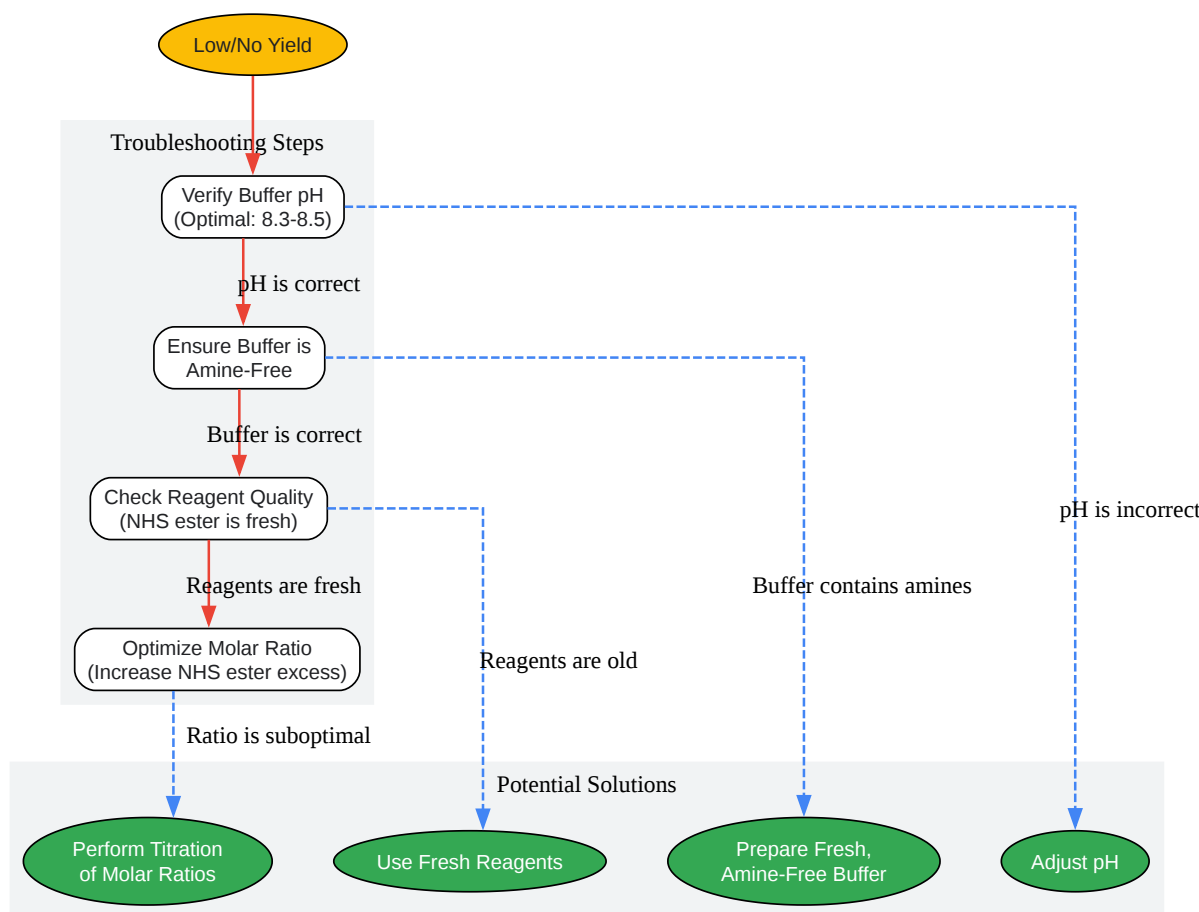 Low/No Yield
Troubleshooting Steps
Verify Buffer pH
(Optimal: 8.3-8.5)
pH is correct
Ensure Buffer is
Amine-Free
Buffer is correct
Check Reagent Quality
(NHS ester is fresh)
pH is incorrect
Reagents are fresh
Buffer contains amines
Optimize Molar Ratio
(Increase NHS ester excess)
Reagents are old
Ratio is suboptimal
Potential Solutions
Perform Titration
of Molar Ratios
Use Fresh Reagents
Prepare Fresh,
Amine-Free Buffer
Adjust pH